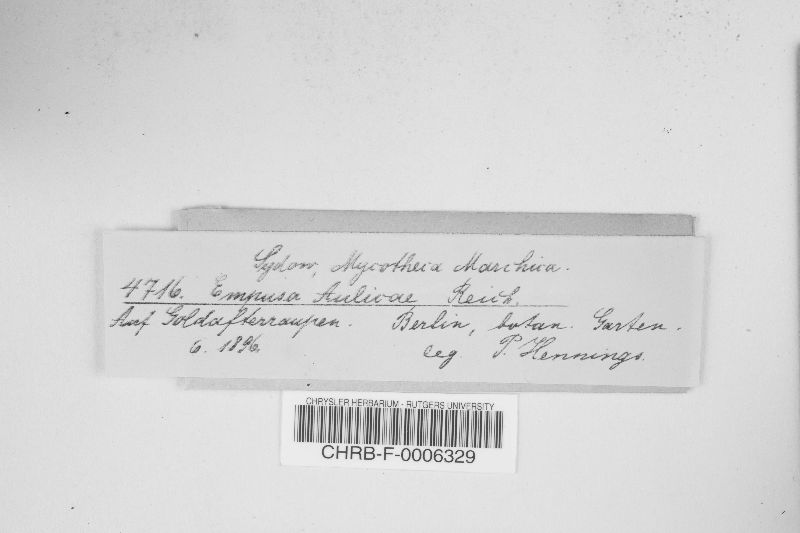 Sydow, Mycotheca Marchica.
4716. Empusa Aulicae Reich.
Auf Goldafterraupen. Berlin, botan. Garten.
6. 1896. leg P. Hennings.
CHRYSLER HERBARIUM - RUTGERS UNIVERSITY
CHRB-F-0006329